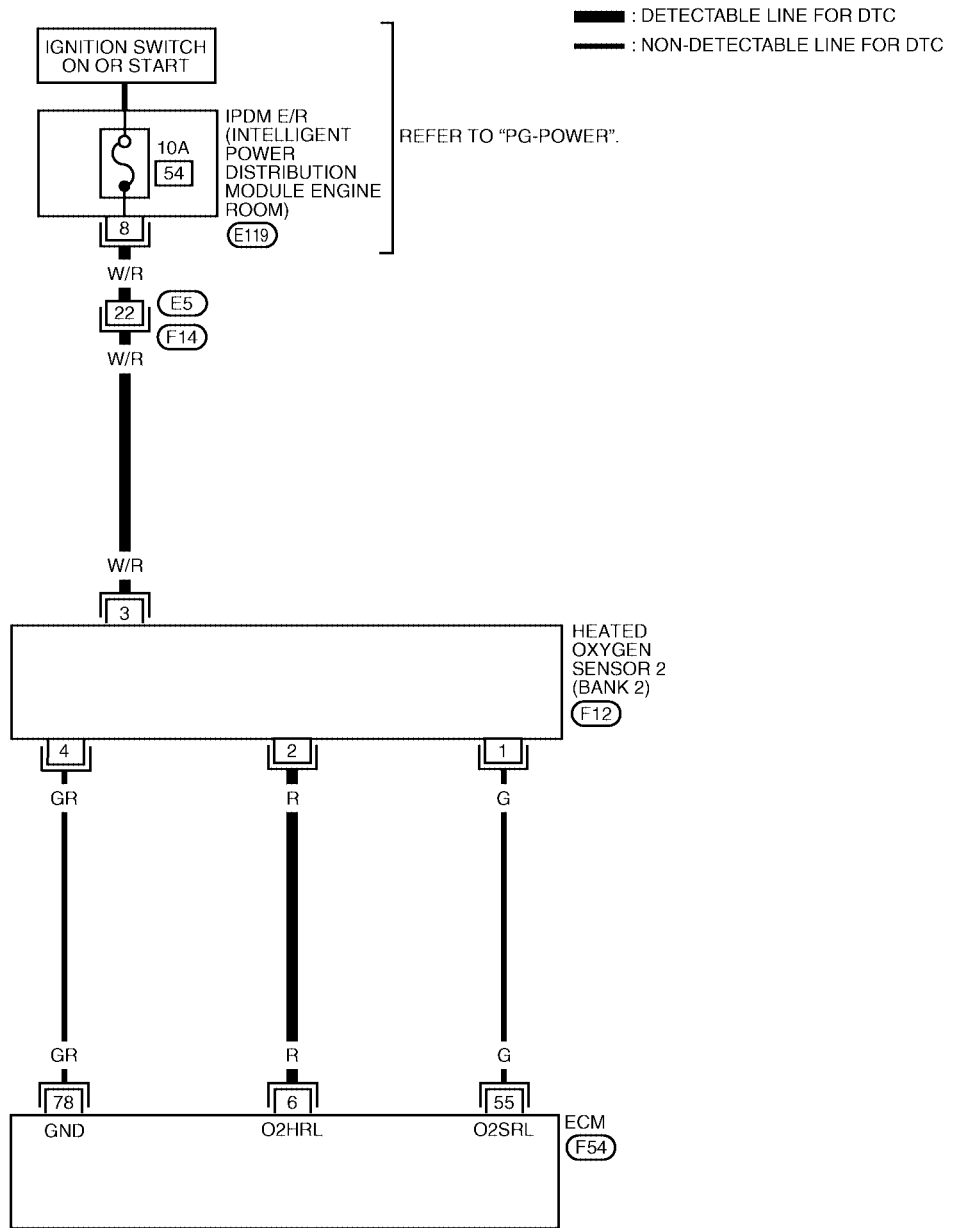 : DETECTABLE LINE FOR DTC
: NON-DETECTABLE LINE FOR DTC
IGNITION SWITCH
ON OR START
IPDM E/R
(INTELLIGENT
POWER
DISTRIBUTION
MODULE ENGINE
ROOM)
E119
REFER TO “PG-POWER”.
10A
54
8
W/R
22
E5
F14
W/R
W/R
3
HEATED
OXYGEN
SENSOR 2
(BANK 2)
F12
4 2 1
GR R G
GR R G
78 6 55
GND O2HRL O2SRL
ECM
F54